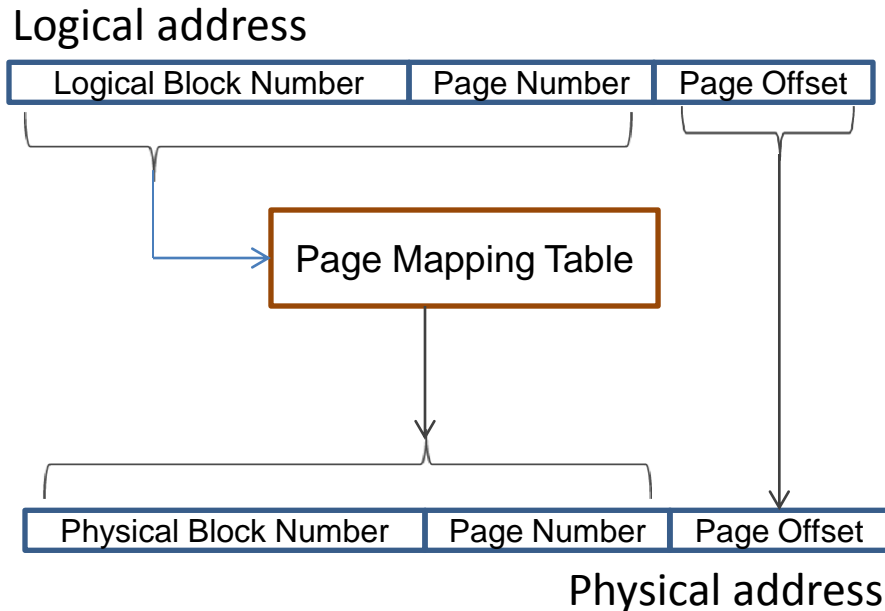 Logical address
Logical Block Number Page Number Page Offset
Page Mapping Table
Physical Block Number Page Number Page Offset
Physical address